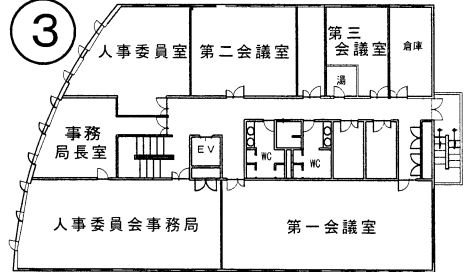 3
人事委員室
第二会議室
第三
会議室
倉庫
湯
事務
局長室
EV
WC
WC
人事委員会事務局
第一会議室